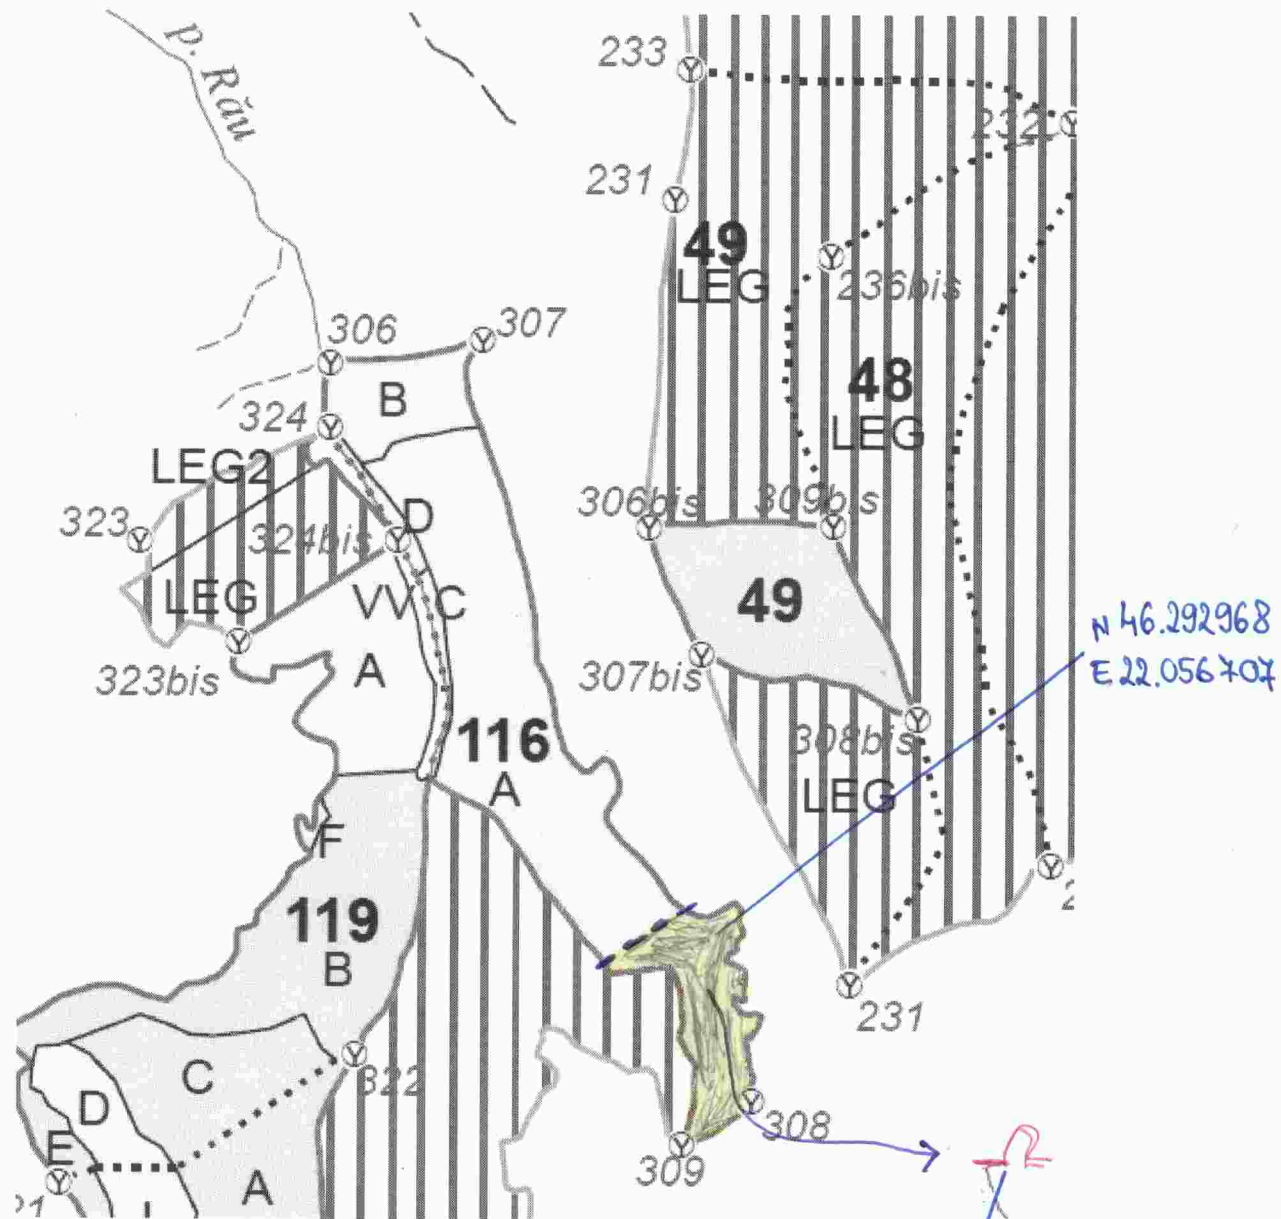 p. Rău
233
232
231
49
LEG
236bis
306
307
B
48
LEG
324
LEG2
D
323
324bis
306bis
309bis
LEG
VV
C
49
N 46.292968
E 22.056707
323bis
A
307bis
116
A
308bis
LEG
F
119
B
231
C
322
D
308
E
309
A